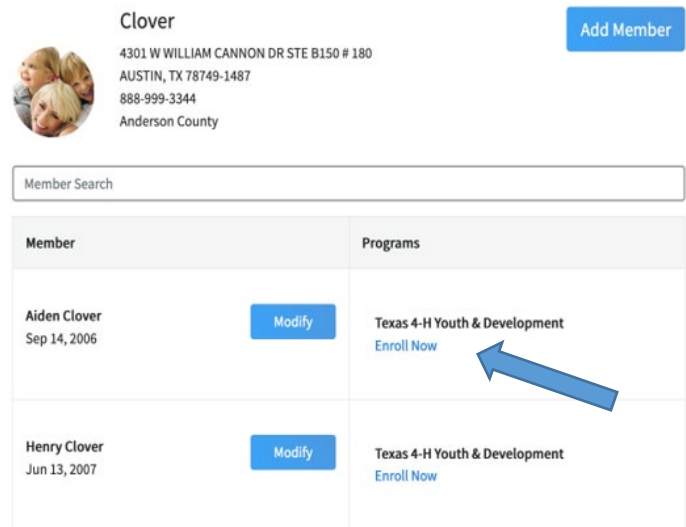 Clover
Add Member
4301 W WILLIAM CANNON DR STE B150 # 180
AUSTIN, TX 78749-1487
888-999-3344
Anderson County
Member Search
Member
Programs
Aiden Clover
Sep 14, 2006
Modify
Texas 4-H Youth & Development
Enroll Now
Henry Clover
Jun 13, 2007
Modify
Texas 4-H Youth & Development
Enroll Now